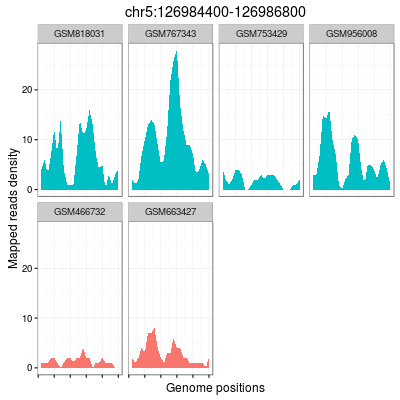 chr5:126984400-126986800
GSM818031 GSM767343 GSM753429 GSM956008
20
10
0
GSM466732 GSM663427
20
10
0
Mapped reads density
Genome positions